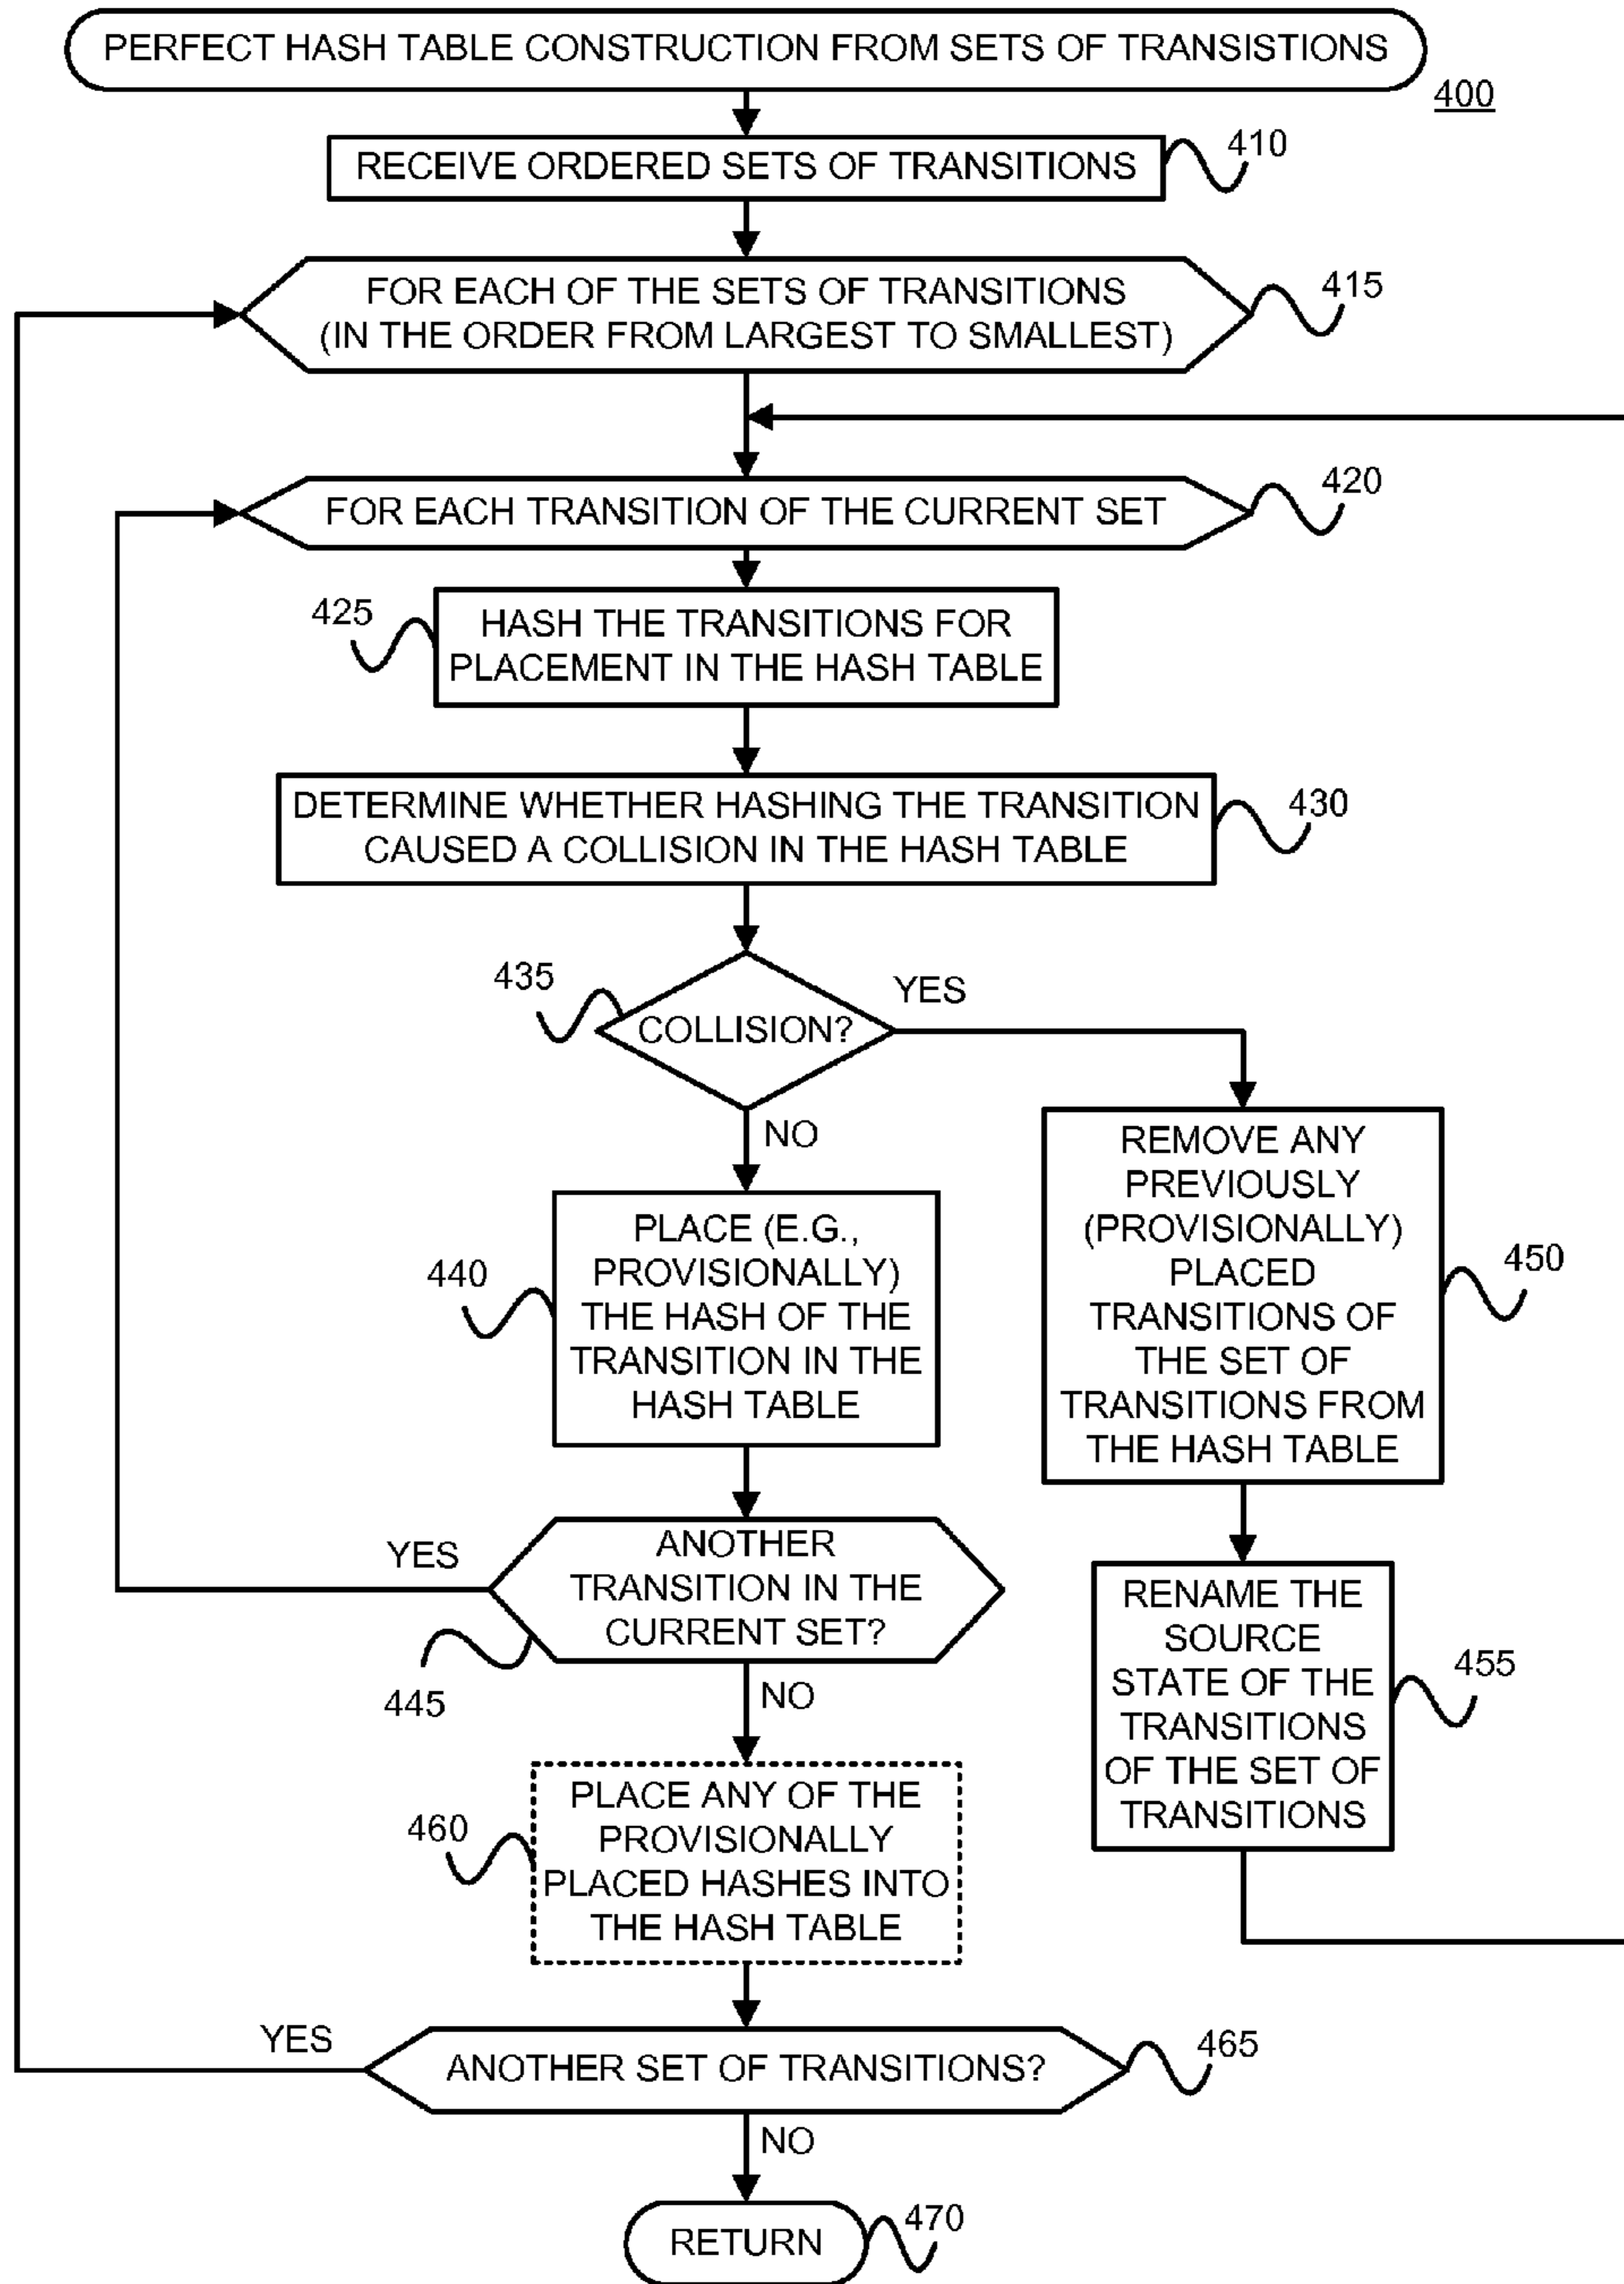 PERFECT HASH TABLE CONSTRUCTION FROM SETS OF TRANSISTIONS
400
RECEIVE ORDERED SETS OF TRANSITIONS
410
FOR EACH OF THE SETS OF TRANSITIONS
(IN THE ORDER FROM LARGEST TO SMALLEST)
415
FOR EACH TRANSITION OF THE CURRENT SET
420
425
HASH THE TRANSITIONS FOR
PLACEMENT IN THE HASH TABLE
DETERMINE WHETHER HASHING THE TRANSITION
CAUSED A COLLISION IN THE HASH TABLE
430
435
COLLISION?
YES
NO
440
PLACE (E.G.,
PROVISIONALLY)
THE HASH OF THE
TRANSITION IN THE
HASH TABLE
REMOVE ANY
PREVIOUSLY
(PROVISIONALLY)
PLACED
TRANSITIONS OF
THE SET OF
TRANSITIONS FROM
THE HASH TABLE
450
YES
ANOTHER
TRANSITION IN THE
CURRENT SET?
445
NO
RENAME THE
SOURCE
STATE OF THE
TRANSITIONS
OF THE SET OF
TRANSITIONS
455
460
PLACE ANY OF THE
PROVISIONALLY
PLACED HASHES INTO
THE HASH TABLE
YES
ANOTHER SET OF TRANSITIONS?
465
NO
RETURN
470